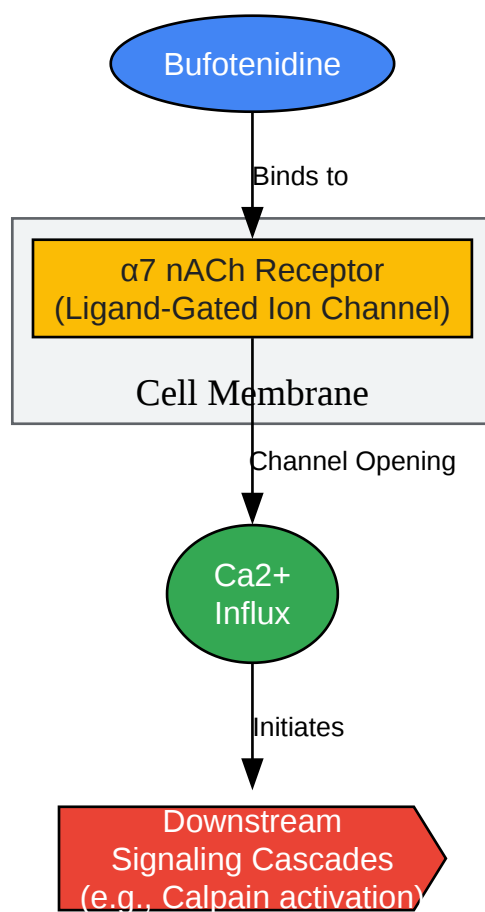 Bufotenidine
Binds to
α7 nACh Receptor
(Ligand-Gated Ion Channel)
Cell Membrane
Channel Opening
Ca2+
Influx
Initiates
Downstream
Signaling Cascades
(e.g., Calpain activation)